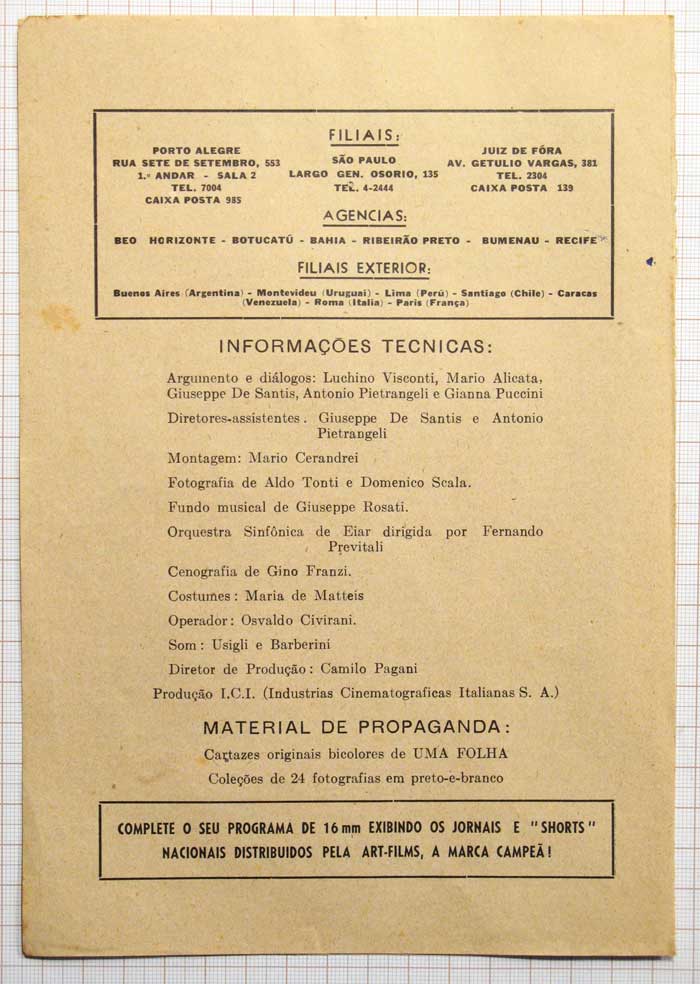 FILIAIS:
PORTO ALEGRE
RUA SETE DE SETEMBRO, 553
1.º ANDAR - SALA 2
TEL. 7004
CAIXA POSTA 985
SÃO PAULO
LARGO GEN. OSORIO, 135
TEL. 4-2444
JUIZ DE FÓRA
AV. GETULIO VARGAS, 381
TEL. 2304
CAIXA POSTA 139
AGENCIAS:
BEO HORIZONTE - BOTUCATÚ - BAHIA - RIBEIRÃO PRETO - BUMENAU - RECIFE
FILIAIS EXTERIOR:
Buenos Aires (Argentina) - Montevideu (Uruguai) - Lima (Perú) - Santiago (Chile) - Caracas
(Venezuela) - Roma (Italia) - Paris (França)
INFORMAÇÕES TECNICAS:
Argumento e diálogos: Luchino Visconti, Mario Alicata,
Giuseppe De Santis, Antonio Pietrangeli e Gianna Puccini
Diretores-assistentes. Giuseppe De Santis e Antonio
Pietrangeli
Montagem: Mario Cerandrei
Fotografia de Aldo Tonti e Domenico Scala.
Fundo musical de Giuseppe Rosati.
Orquestra Sinfônica de Eiar dirigida por Fernando
Previtali
Cenografia de Gino Franzi.
Costumes: Maria de Matteis
Operador: Osvaldo Civirani.
Som: Usigli e Barberini
Diretor de Produção: Camilo Pagani
Produção I.C.I. (Industrias Cinematograficas Italianas S. A.)
MATERIAL DE PROPAGANDA:
Cartazes originais bicolores de UMA FOLHA
Coleções de 24 fotografias em preto-e-branco
COMPLETE O SEU PROGRAMA DE 16 mm EXIBINDO OS JORNAIS E "SHORTS"
NACIONAIS DISTRIBUIDOS PELA ART-FILMS, A MARCA CAMPEÃ!